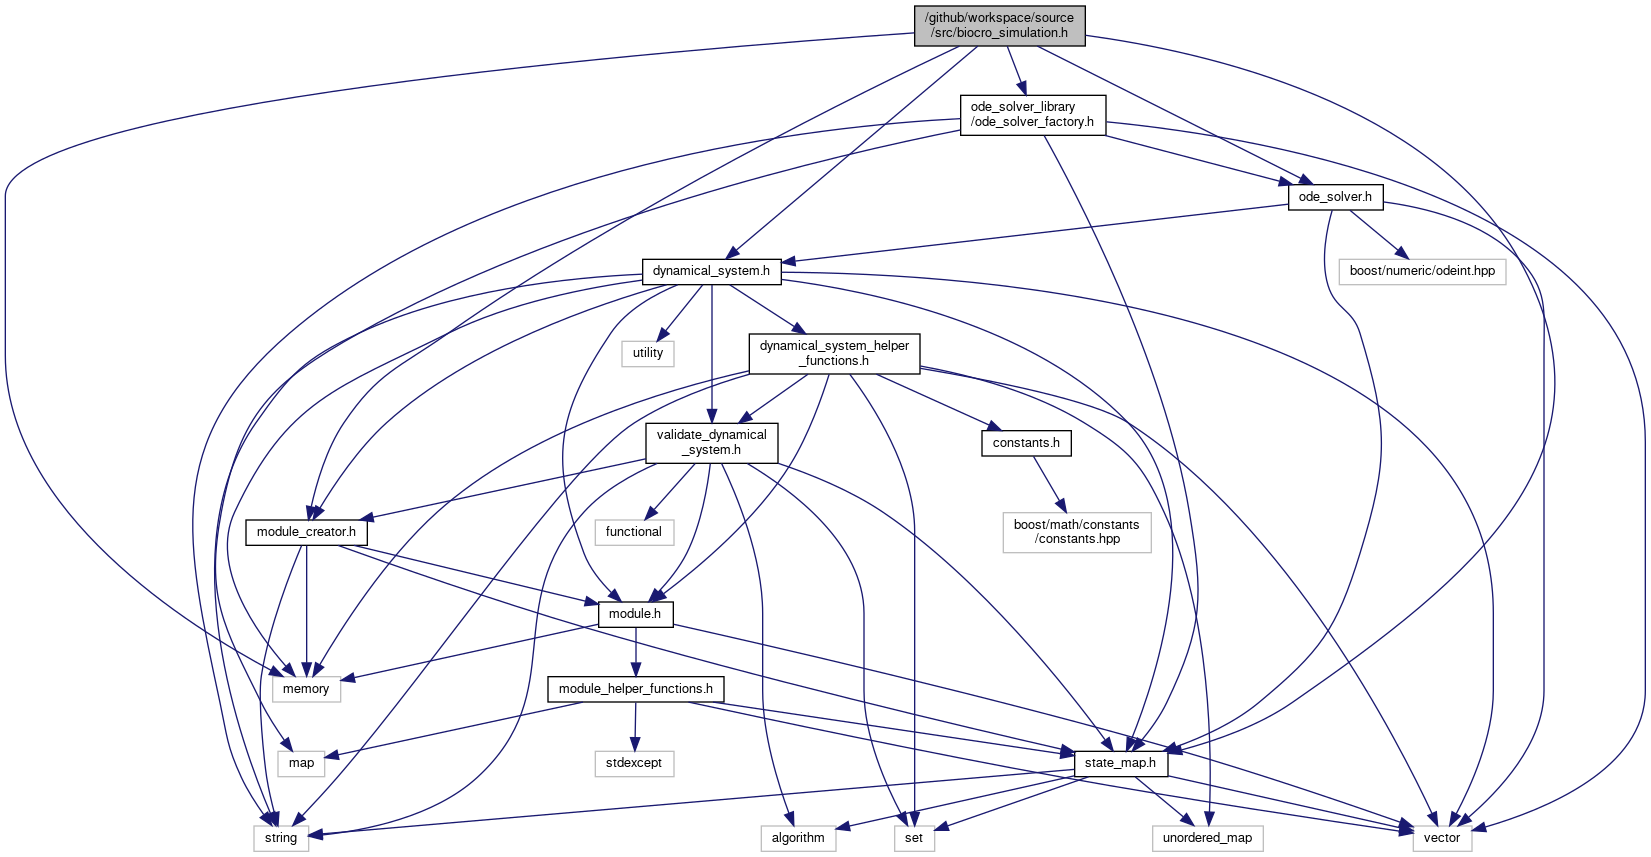 /github/workspace/source
/src/biocro_simulation.h
ode_solver_library
/ode_solver_factory.h
ode_solver.h
dynamical_system.h
boost/numeric/odeint.hpp
utility
dynamical_system_helper
_functions.h
validate_dynamical
_system.h
constants.h
module_creator.h
functional
boost/math/constants
/constants.hpp
module.h
memory
module_helper_functions.h
map
stdexcept
state_map.h
string
algorithm
set
unordered_map
vector